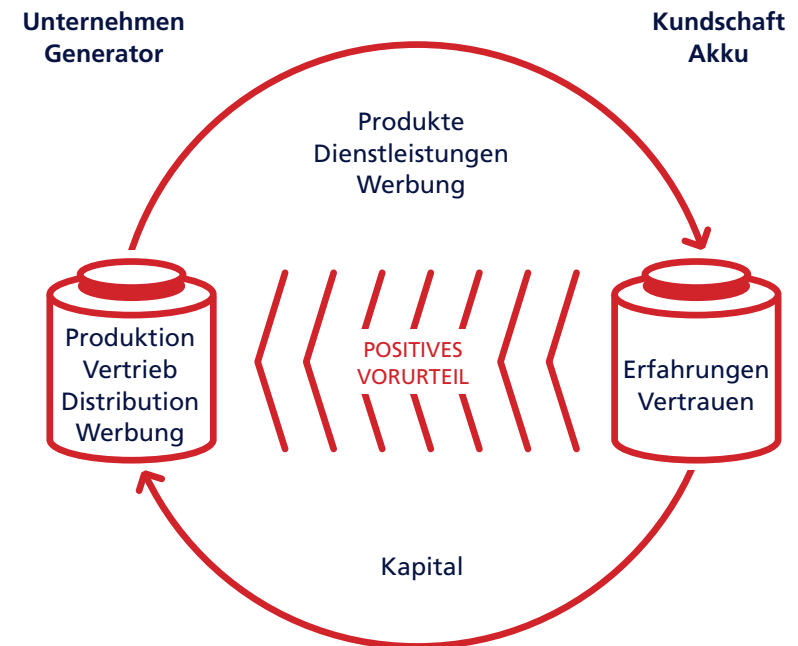 Unternehmen
Generator
Kundschaft
Akku
Produkte
Dienstleistungen
Werbung
Produktion
Vertrieb
Distribution
Werbung
POSITIVES
VORURTEIL
Erfahrungen
Vertrauen
Kapital